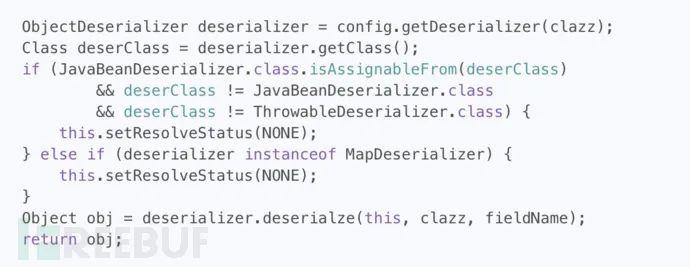 ObjectDeserializer deserializer = config.getDeserializer(clazz);
Class deserClass = deserializer.getClass();
if (JavaBeanDeserializer.class.isAssignableFrom(deserClass)
        && deserClass != JavaBeanDeserializer.class
        && deserClass != ThrowableDeserializer.class) {
    this.setResolveStatus(NONE);
} else if (deserializer instanceof MapDeserializer) {
    this.setResolveStatus(NONE);
}
Object obj = deserializer.deserialze(this, clazz, fieldName);
return obj;
FREEBUF